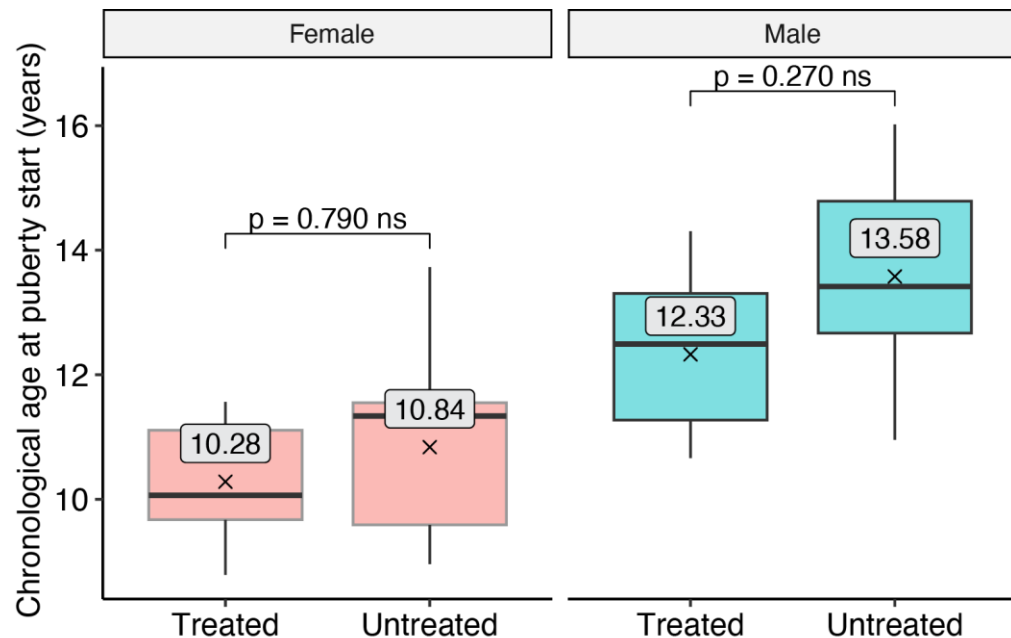 Female
Male
Chronological age at puberty start (years)
16
14
12
10
p = 0.790 ns
p = 0.270 ns
10.28
10.84
12.33
13.58
Treated
Untreated
Treated
Untreated